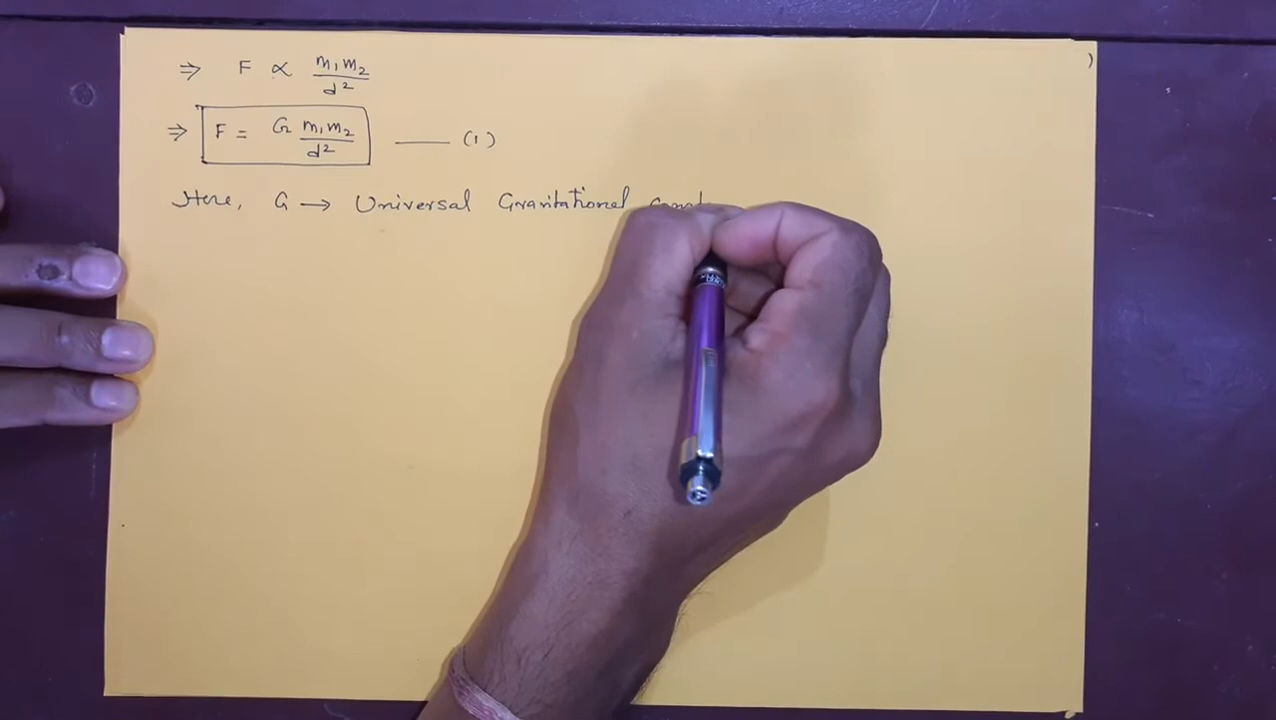 ⇒ F ∝ m₁m₂/d²
⇒ F = G m₁m₂/d² —— (1)
Here, G → Universal Gravitational
)